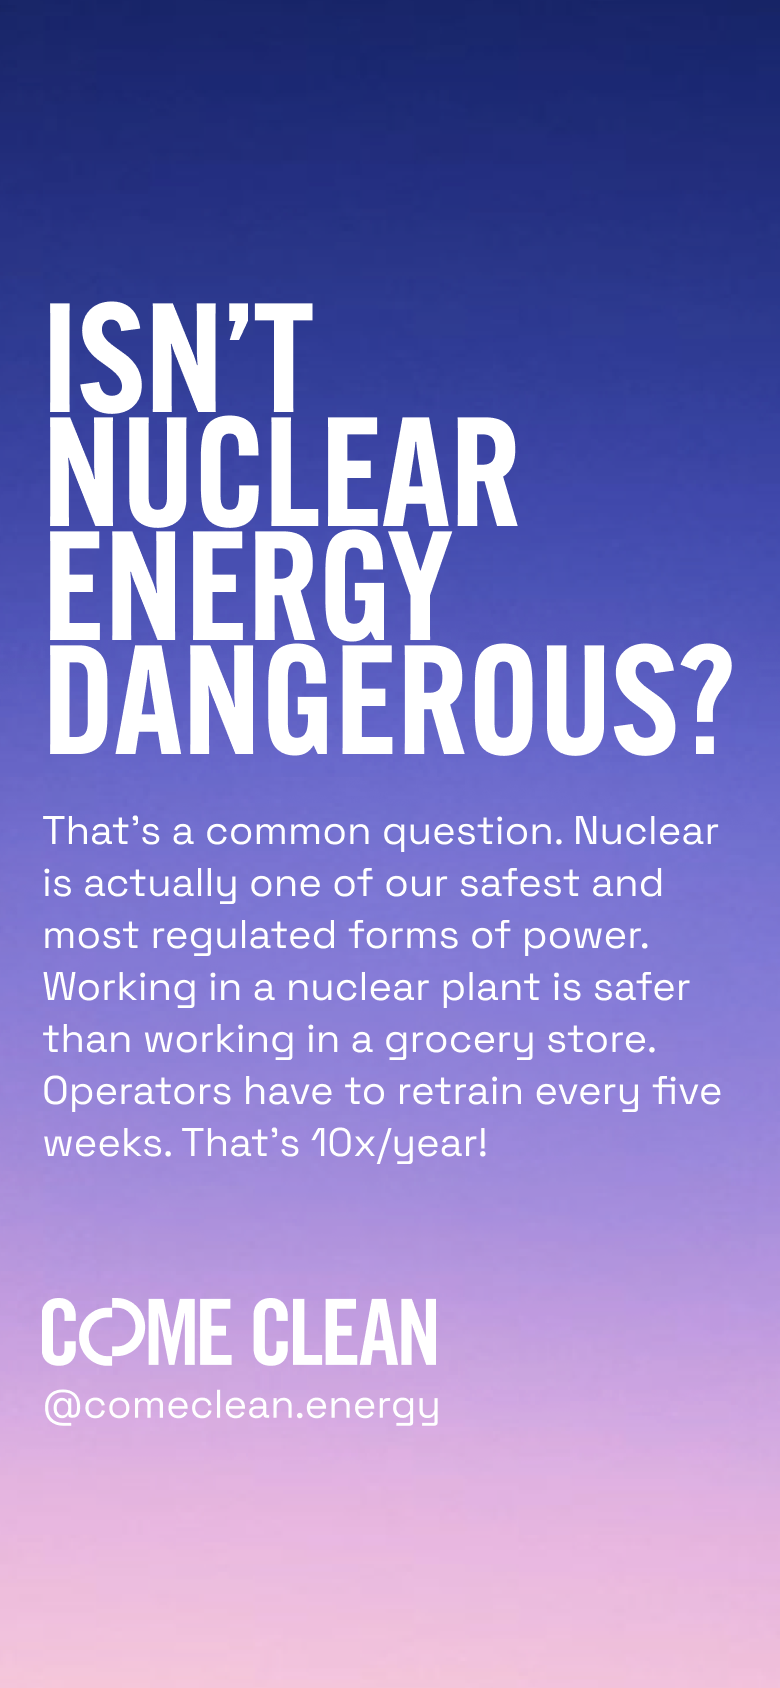 ISN’T
NUCLEAR
ENERGY
DANGEROUS?
That’s a common question. Nuclear
is actually one of our safest and
most regulated forms of power.
Working in a nuclear plant is safer
than working in a grocery store.
Operators have to retrain every five
weeks. That’s 10x/year!
COME CLEAN
@comeclean.energy